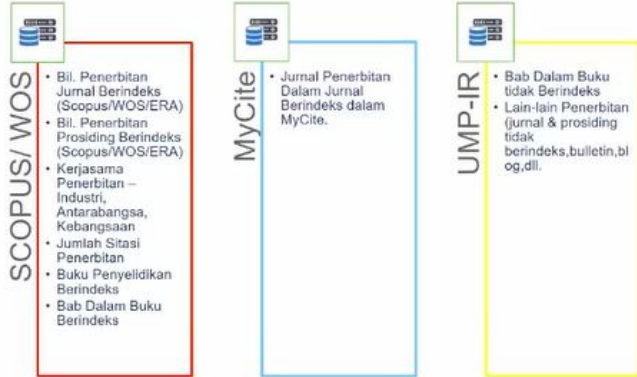 SCOPUS/ WOS
• Bil. Penerbitan
Jurnal Berindeks
(Scopus/WOS/ERA)
• Bil. Penerbitan
Prosiding Berindeks
(Scopus/WOS/ERA)
• Kerjasama
Penerbitan –
Industri,
Antarabangsa,
Kebangsaan
• Jumlah Sitasi
Penerbitan
• Buku Penyelidikan
Berindeks
• Bab Dalam Buku
Berindeks
MyCite
• Jurnal Penerbitan
Dalam Jurnal
Berindeks dalam
MyCite.
UMP-IR
• Bab Dalam Buku
tidak Berindeks
• Lain-lain Penerbitan
(jurnal & prosiding
tidak
berindeks,bulletin,bl
og,dll.